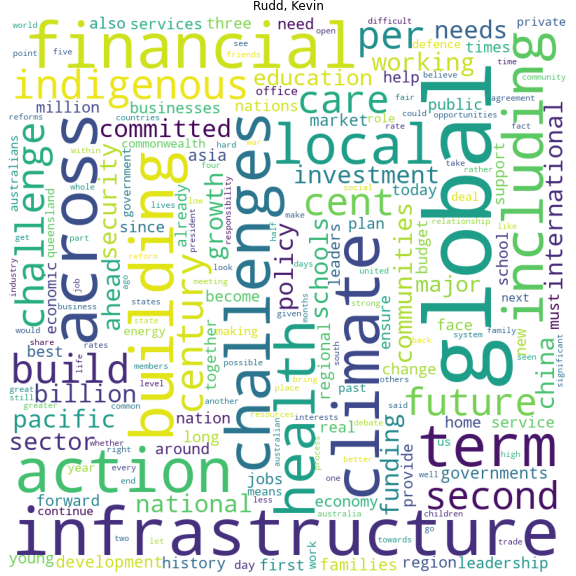 Rudd, Kevin
world
also
services
three
need
difficult
private
financial
per
needs
open
point
five
see
friends
defence
times
indigenous
education
working
help
believe
time
community
office
million
businesses
nations
care
public
countries
market
role
fair
opportunities
reforms
across
committed
commonwealth
hard
war
local
global
including
agreement
rate
could
fact
australians
challenge
within
whole
government
asia
four
investment
take
rather
support
must
international
building
security
lives
already
growth
responsibility
challenges
today
social
cent
deal
queensland
since
president
low
policy
make
plan
relationship
like
get
part
economic
ahead
century
look
half
days
schools
leaders
climate
communities
budget
major
school
job
ago
states
become
meeting
given
united
next
industry
business
energy
state
reform
together
months
regional
strong
ensure
face
system
family
new
would
share
rates
making
possible
health
south
change
back
seen
china
significant
best
members
bring
past
others
build
life
level
another
place
future
great
still
billion
resources
interests
real
said
greater
common
pacific
nation
australian
debate
funding
home
service
sector
whether
right
around
process
better
provide
us
term
high
year
every
long
jobs
one
well
governments
action
end
means
less
economy
second
forward
continue
national
australia
children
go
trade
infrastructure
two
let
towards
work
young
development
history
day
first
families
region
leadership